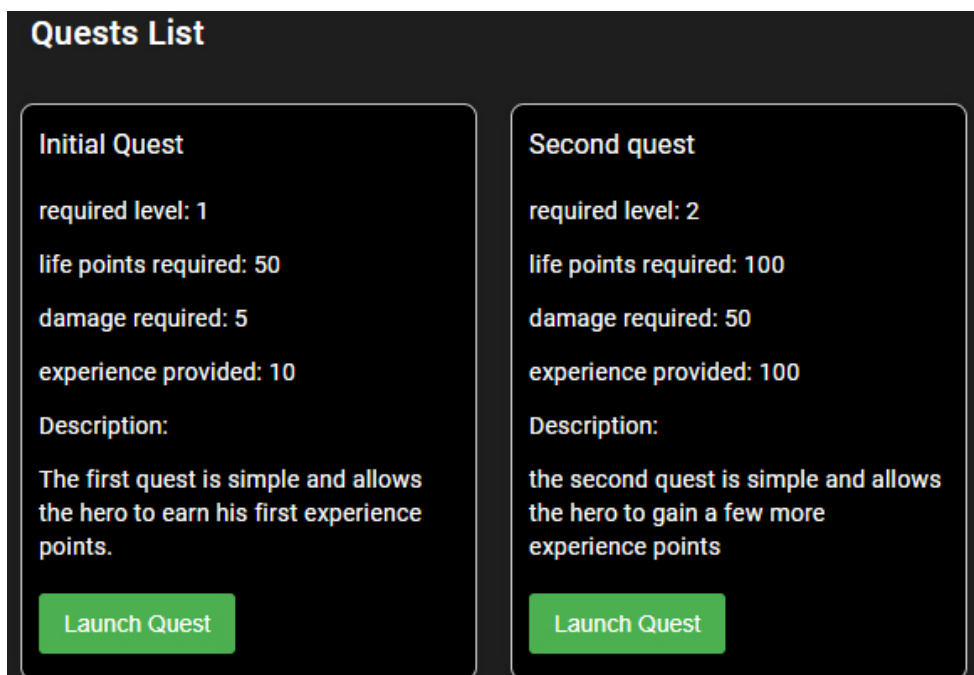 Quests List
Initial Quest
required level: 1
life points required: 50
damage required: 5
experience provided: 10
Description:
The first quest is simple and allows
the hero to earn his first experience
points.
Launch Quest
Second quest
required level: 2
life points required: 100
damage required: 50
experience provided: 100
Description:
the second quest is simple and allows
the hero to gain a few more
experience points
Launch Quest